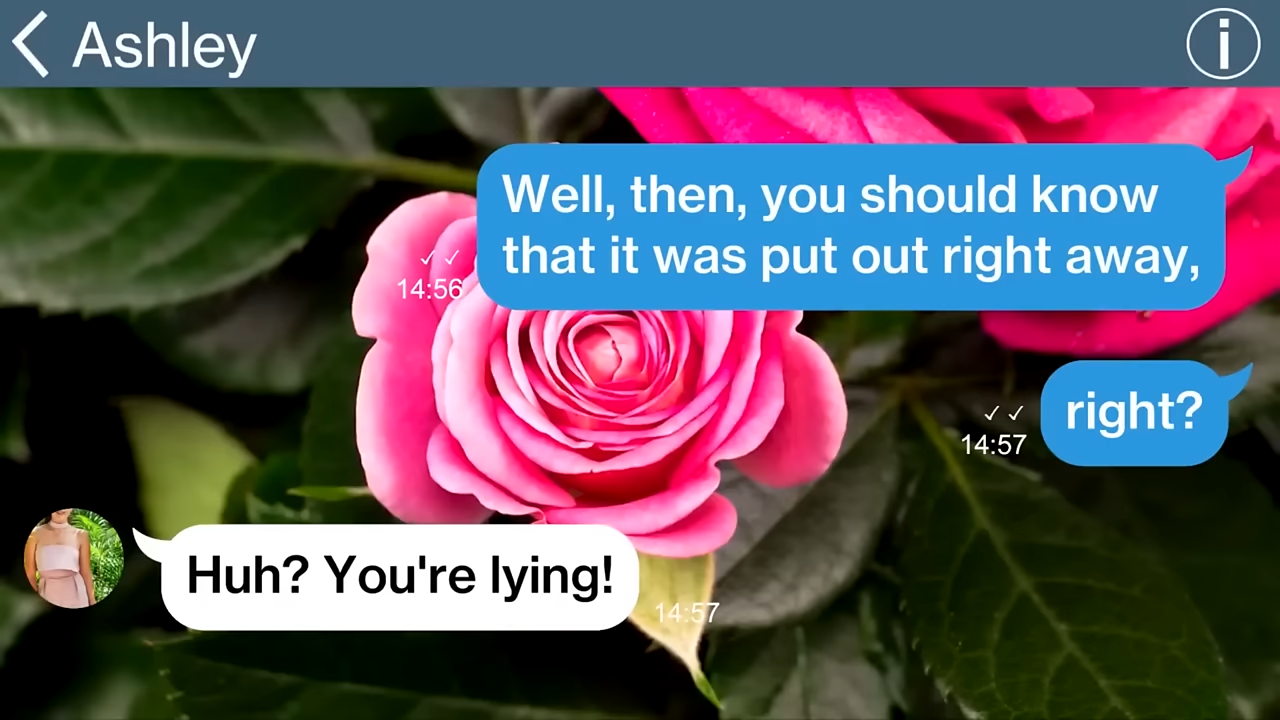 Ashley
Well, then, you should know
that it was put out right away,
14:56
right?
14:57
Huh? You're lying!
14:57